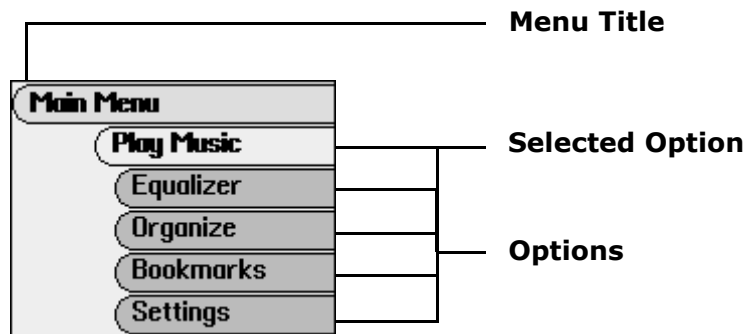 Menu Title
Main Menu
Play Music
Selected Option
Equalizer
Organize
Options
Bookmarks
Settings